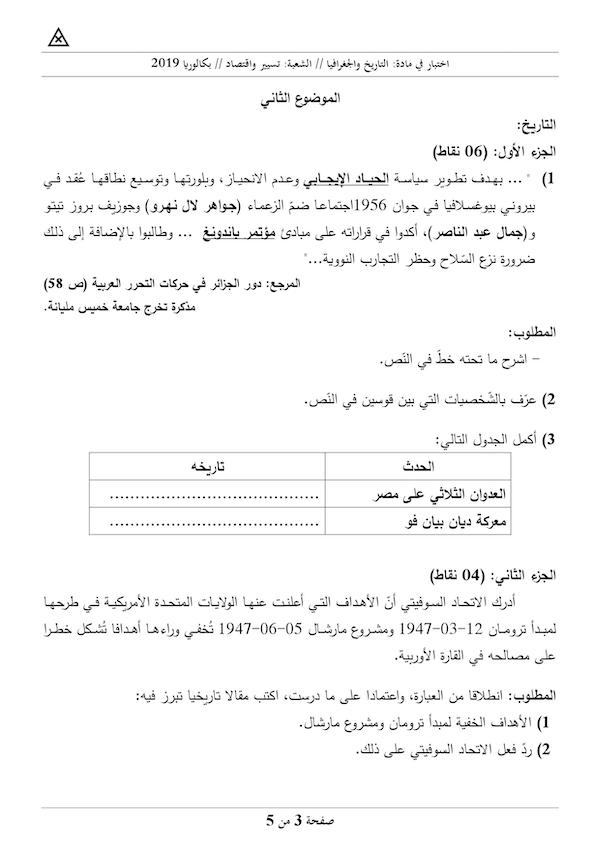 اختبار في مادة: التاريخ والجغرافيا // الشعبة: تسيير واقتصاد // بكالوريا 2019
الموضوع الثاني
التاريخ:
الجزء الأول: (06 نقاط)
1) " ... بهدف تطوير سياسة الحياد الإيجابي وعدم الانحياز، وبلورتها وتوسيع نطاقها عُقد في
بيروني بيوغسلافيا في جوان 1956اجتماعا ضمّ الزعماء (جواهر لال نهرو) وجوزيف بروز تيتو
و(جمال عبد الناصر)، أكدوا في قراراته على مبادئ مؤتمر باندونغ ... وطالبوا بالإضافة إلى ذلك
ضرورة نزع السّلاح وحظر التجارب النووية..."
المرجع: دور الجزائر في حركات التحرر العربية (ص 58)
مذكرة تخرج جامعة خميس مليانة.
المطلوب:
– اشرح ما تحته خطّ في النّص.
2) عرّف بالشّخصيات التي بين قوسين في النّص.
3) أكمل الجدول التالي:
الحدث تاريخه
العدوان الثلاثي على مصر .........................................
معركة ديان بيان فو .........................................
الجزء الثاني: (04 نقاط)
أدرك الاتحاد السوفيتي أنّ الأهداف التي أعلنت عنها الولايات المتحدة الأمريكية في طرحها
لمبدأ ترومان 12-03-1947 ومشروع مارشال 05-06-1947 تُخفي وراءها أهدافا تُشكل خطرا
على مصالحه في القارة الأوربية.
المطلوب: انطلاقا من العبارة، واعتمادا على ما درست، اكتب مقالا تاريخيا تبرز فيه:
1) الأهداف الخفية لمبدأ ترومان ومشروع مارشال.
2) ردّ فعل الاتحاد السوفيتي على ذلك.
صفحة 3 من 5